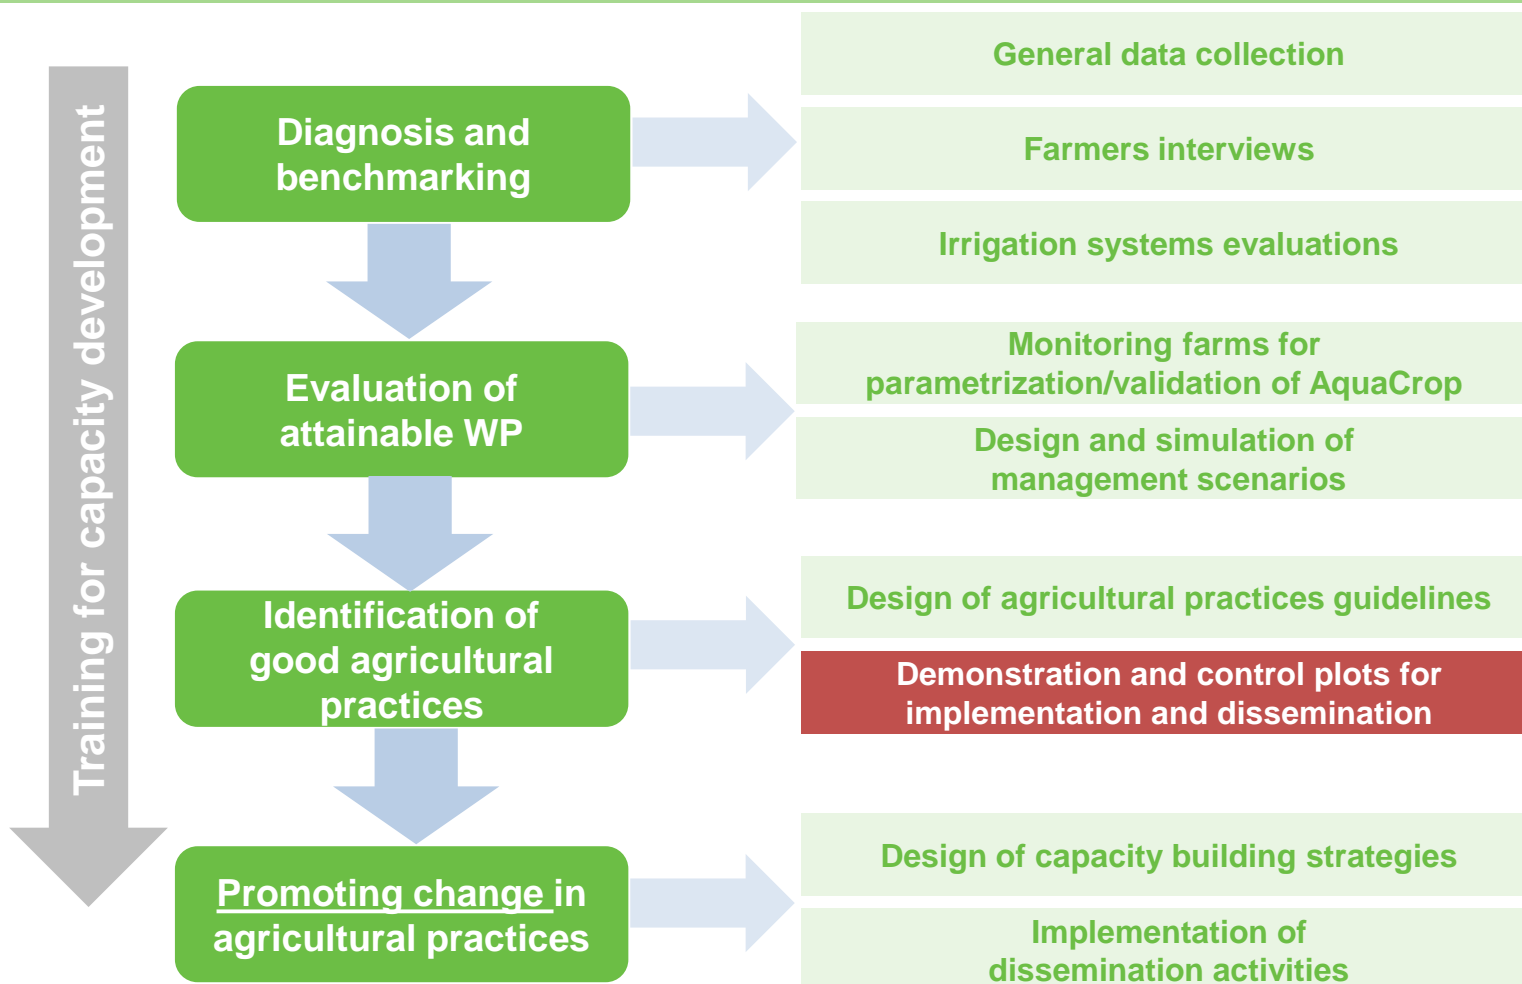 Training for capacity development
Diagnosis and
benchmarking
General data collection
Farmers interviews
Irrigation systems evaluations
Evaluation of
attainable WP
Monitoring farms for
parametrization/validation of AquaCrop
Design and simulation of
management scenarios
Identification of
good agricultural
practices
Design of agricultural practices guidelines
Demonstration and control plots for
implementation and dissemination
Promoting change in
agricultural practices
Design of capacity building strategies
Implementation of
dissemination activities